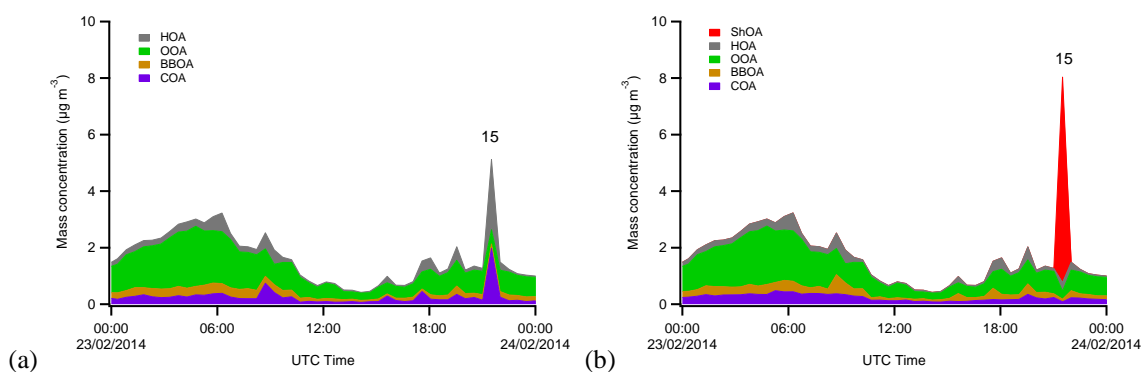 10
8
6
4
2
0
Mass concentration (µg m⁻³)
HOA
OOA
BBOA
COA
15
00:00
23/02/2014
06:00
12:00
18:00
00:00
24/02/2014
UTC Time
(a)
10
8
6
4
2
0
Mass concentration (µg m⁻³)
ShOA
HOA
OOA
BBOA
COA
15
00:00
23/02/2014
06:00
12:00
18:00
00:00
24/02/2014
UTC Time
(b)